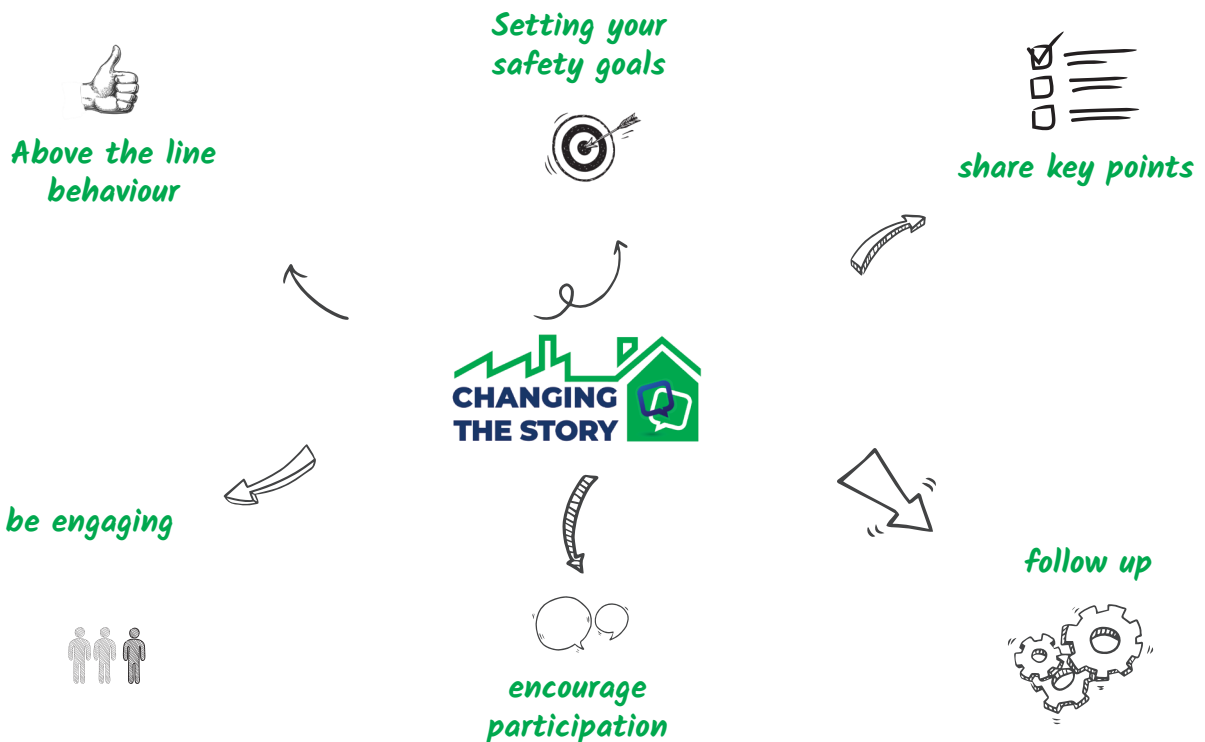 Setting your
safety goals
Above the line
behaviour
share key points
CHANGING
THE STORY
be engaging
follow up
encourage
participation